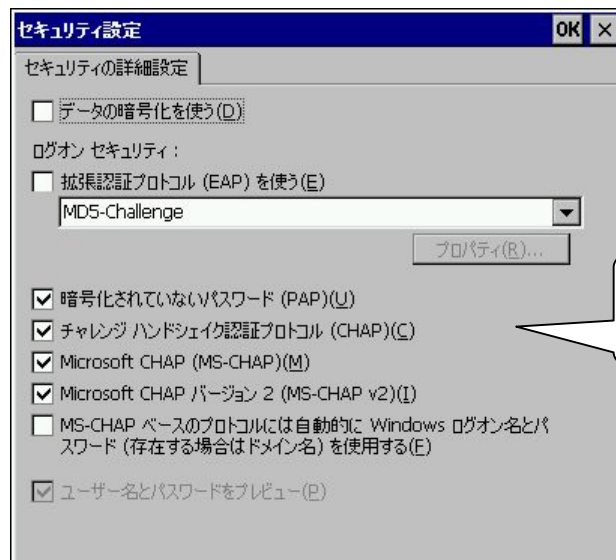 セキュリティ設定 OK ×
セキュリティの詳細設定
データの暗号化を使う(D)
ログオン セキュリティ：
拡張認証プロトコル (EAP) を使う(E)
MD5-Challenge
プロパティ(R)...
暗号化されていないパスワード (PAP)(U)
チャレンジ ハンドシェイク認証プロトコル (CHAP)(C)
Microsoft CHAP (MS-CHAP)(M)
Microsoft CHAP バージョン 2 (MS-CHAP v2)(I)
MS-CHAP ベースのプロトコルには自動的に Windows ログオン名とパ
スワード (存在する場合はドメイン名) を使用する(F)
ユーザー名とパスワードをプレビュー(P)